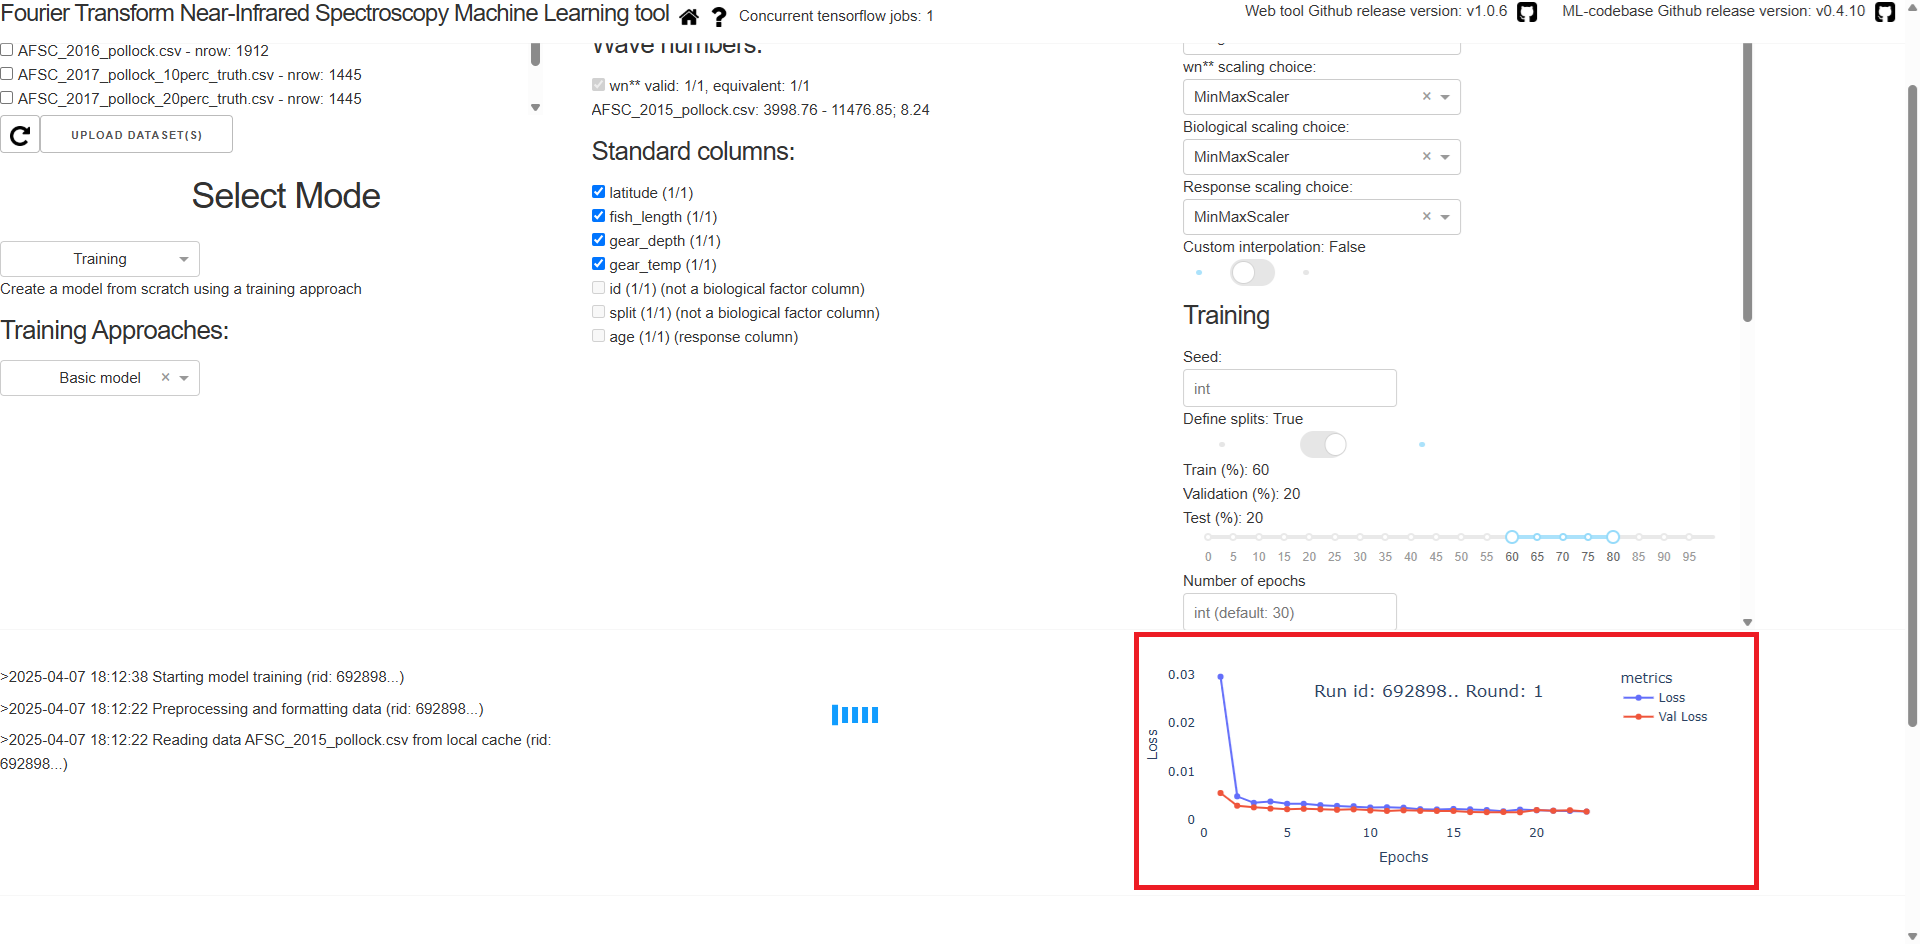 Fourier Transform Near-Infrared Spectroscopy Machine Learning tool
Concurrent tensorflow jobs: 1
Web tool Github release version: v1.0.6
ML-codebase Github release version: v0.4.10
AFSC_2016_pollock.csv - nrow: 1912
AFSC_2017_pollock_10perc_truth.csv - nrow: 1445
AFSC_2017_pollock_20perc_truth.csv - nrow: 1445
UPLOAD DATASET(S)
Select Mode
Training
Create a model from scratch using a training approach
Training Approaches:
Basic model ×
Wave numbers:
wn** valid: 1/1, equivalent: 1/1
AFSC_2015_pollock.csv: 3998.76 - 11476.85; 8.24
Standard columns:
latitude (1/1)
fish_length (1/1)
gear_depth (1/1)
gear_temp (1/1)
id (1/1) (not a biological factor column)
split (1/1) (not a biological factor column)
age (1/1) (response column)
wn** scaling choice:
MinMaxScaler ×
Biological scaling choice:
MinMaxScaler ×
Response scaling choice:
MinMaxScaler ×
Custom interpolation: False
Training
Seed:
int
Define splits: True
Train (%): 60
Validation (%): 20
Test (%): 20
0 5 10 15 20 25 30 35 40 45 50 55 60 65 70 75 80 85 90 95
Number of epochs
int (default: 30)
>2025-04-07 18:12:38 Starting model training (rid: 692898...)
>2025-04-07 18:12:22 Preprocessing and formatting data (rid: 692898...)
>2025-04-07 18:12:22 Reading data AFSC_2015_pollock.csv from local cache (rid:
692898...)
Run id: 692898.. Round: 1
metrics
Loss
Val Loss
Loss
0.03
0.02
0.01
0
0 5 10 15 20
Epochs